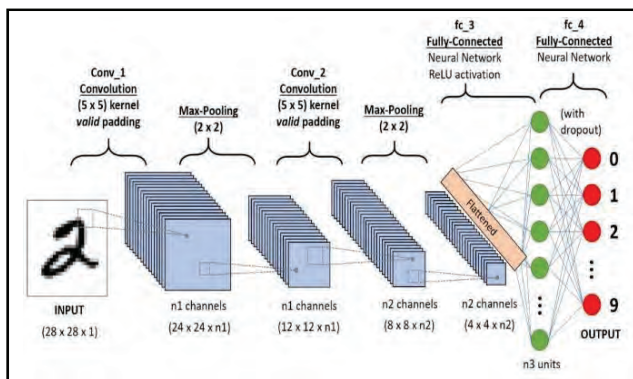 fc_3
Fully-Connected
Neural Network
ReLU activation
fc_4
Fully-Connected
Neural Network
Conv_1
Convolution
(5 x 5) kernel
valid padding
Max-Pooling
(2 x 2)
Conv_2
Convolution
(5 x 5) kernel
valid padding
Max-Pooling
(2 x 2)
(with
dropout)
Flattened
0
1
2
9
INPUT
(28 x 28 x 1)
n1 channels
(24 x 24 x n1)
n1 channels
(12 x 12 x n1)
n2 channels
(8 x 8 x n2)
n2 channels
(4 x 4 x n2)
OUTPUT
n3 units
2